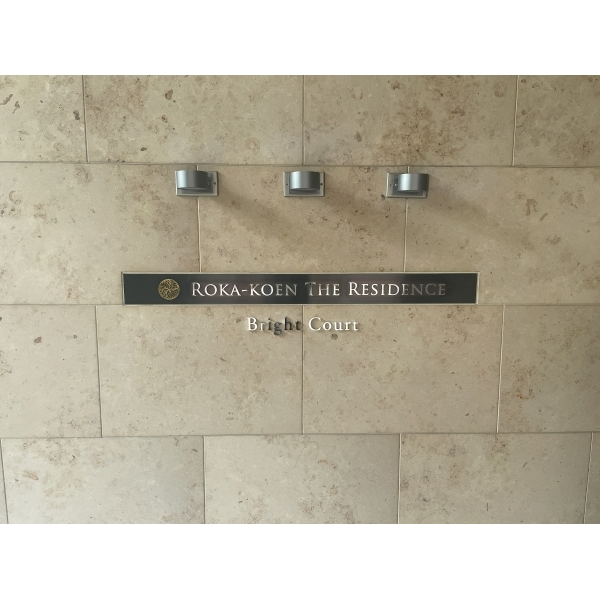 ROKA-KOEN THE RESIDENCE
Bright Court